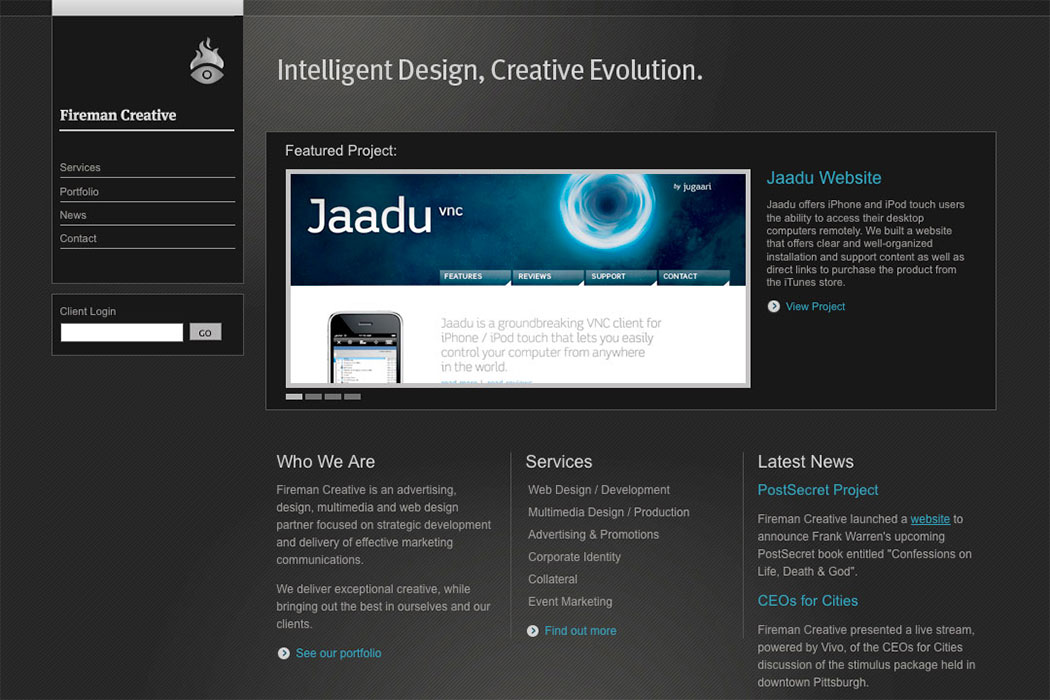 Fireman Creative
Services
Portfolio
News
Contact
Client Login
GO
Intelligent Design, Creative Evolution.
Featured Project:
by jugaari
Jaadu vnc
FEATURES
REVIEWS
SUPPORT
CONTACT
Jaadu is a groundbreaking VNC client for
iPhone / iPod touch that lets you easily
control your computer from anywhere
in the world.
Jaadu Website
Jaadu offers iPhone and iPod touch users
the ability to access their desktop
computers remotely. We built a website
that offers clear and well-organized
installation and support content as well as
direct links to purchase the product from
the iTunes store.
View Project
Who We Are
Fireman Creative is an advertising,
design, multimedia and web design
partner focused on strategic development
and delivery of effective marketing
communications.
We deliver exceptional creative, while
bringing out the best in ourselves and our
clients.
See our portfolio
Services
Web Design / Development
Multimedia Design / Production
Advertising & Promotions
Corporate Identity
Collateral
Event Marketing
Find out more
Latest News
PostSecret Project
Fireman Creative launched a website to
announce Frank Warren's upcoming
PostSecret book entitled "Confessions on
Life, Death & God".
CEOs for Cities
Fireman Creative presented a live stream,
powered by Vivo, of the CEOs for Cities
discussion of the stimulus package held in
downtown Pittsburgh.